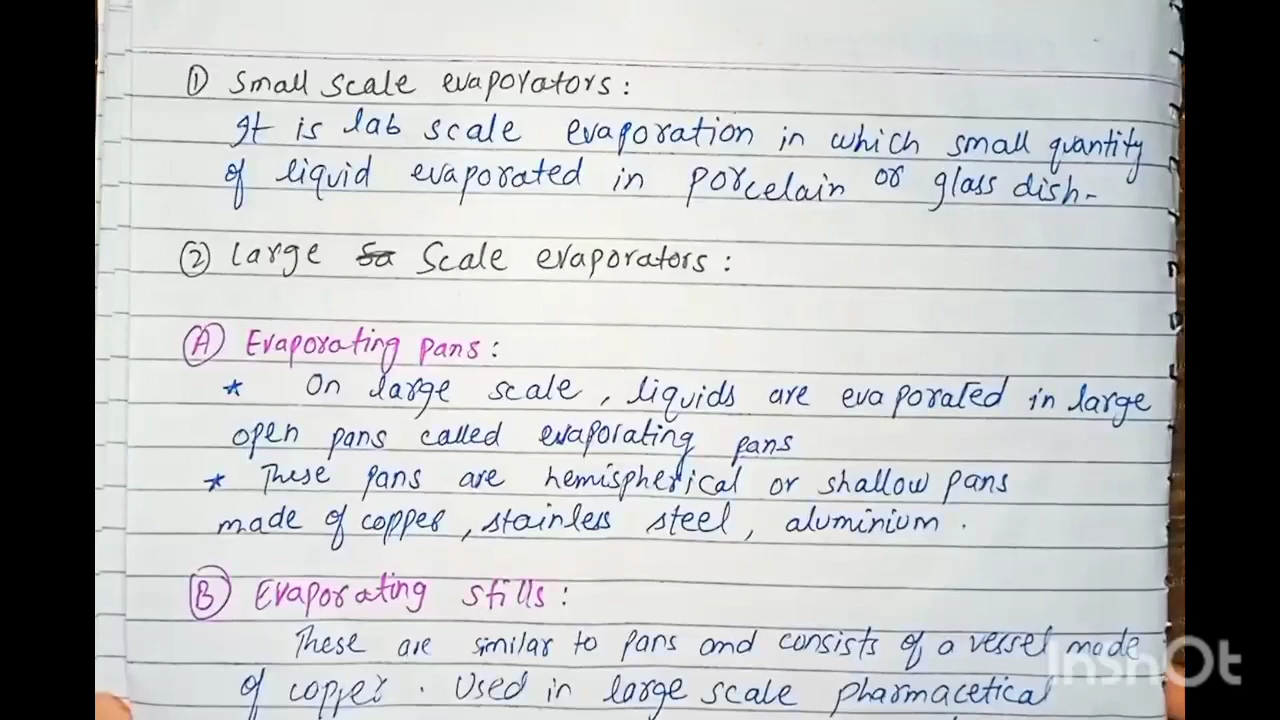 ① Small Scale evaporators:
It is lab scale evaporation in which small quantity
of liquid evaporated in porcelain or glass dish-
② Large Scale evaporators:
Ⓐ Evaporating pans:
* On large scale, liquids are evaporated in large
open pans called evaporating pans
* These pans are hemispherical or shallow pans
made of copper, stainless steel, aluminium.
Ⓑ Evaporating stills:
These are similar to pans and consists of a vessel made
of copper. Used in large scale pharmacetical
InShOt